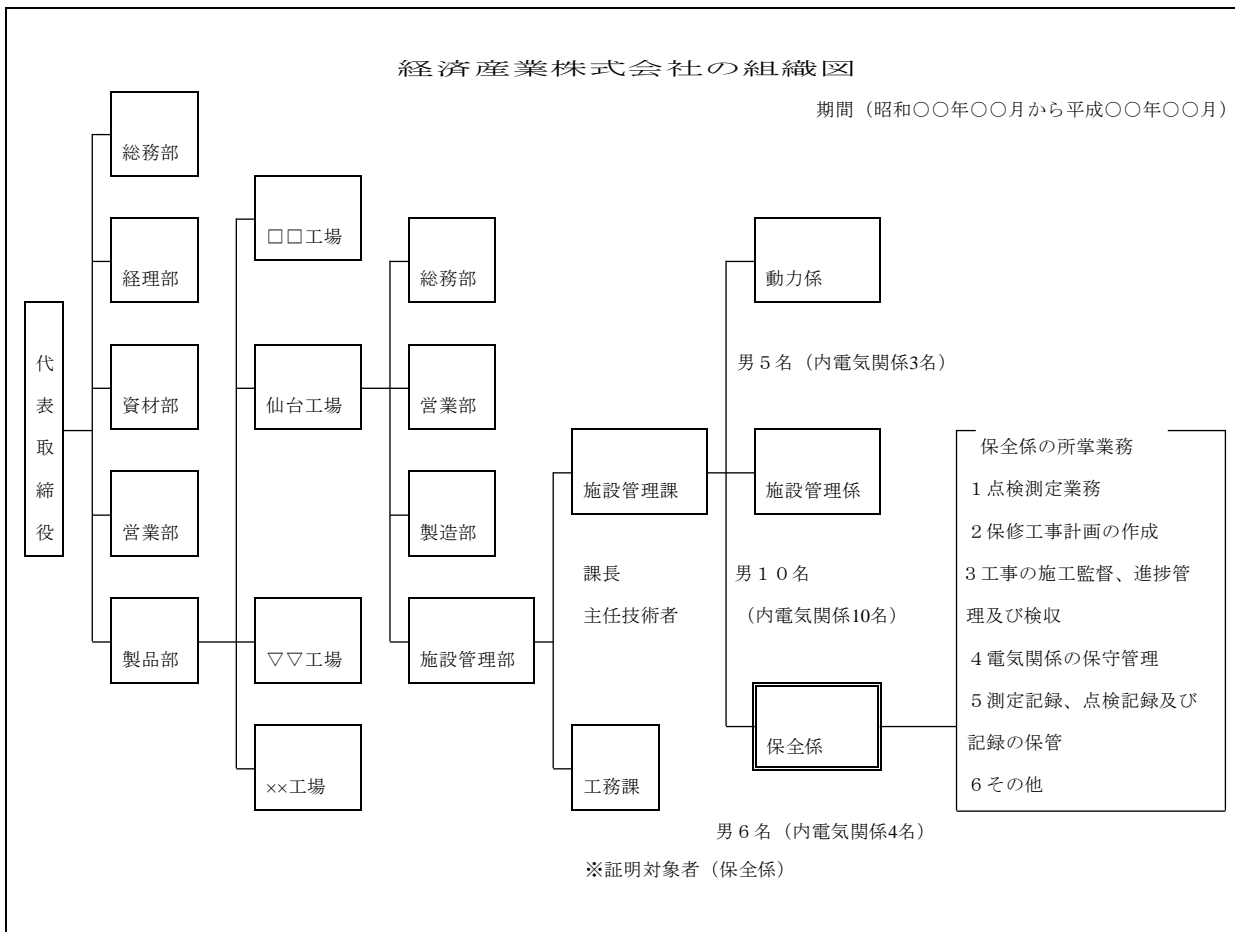 経済産業株式会社の組織図
期間（昭和〇〇年〇〇月から平成〇〇年〇〇月）
代表取締役
総務部
経理部
資材部
営業部
製品部
□□工場
仙台工場
▽▽工場
××工場
総務部
営業部
製造部
施設管理部
施設管理課
課長
主任技術者
工務課
動力係
男５名（内電気関係3名）
施設管理係
男１０名
（内電気関係10名）
保全係
男６名（内電気関係4名）
※証明対象者（保全係）
保全係の所掌業務
１点検測定業務
２保修工事計画の作成
３工事の施工監督、進捗管
理及び検収
４電気関係の保守管理
５測定記録、点検記録及び
記録の保管
６その他